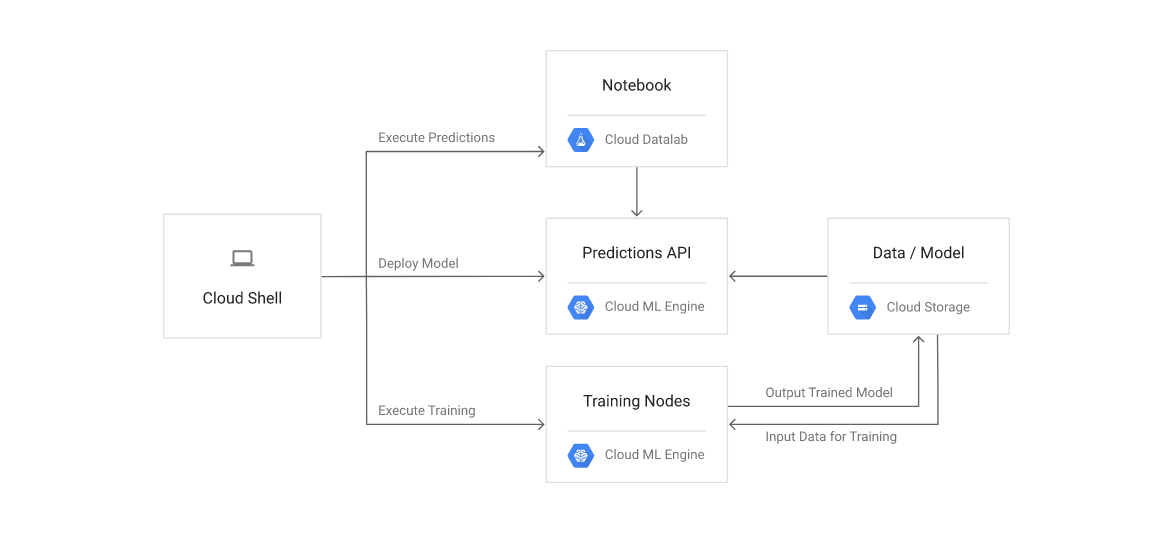 Notebook
Cloud Datalab
Execute Predictions
Cloud Shell
Deploy Model
Predictions API
Cloud ML Engine
Data / Model
Cloud Storage
Execute Training
Training Nodes
Cloud ML Engine
Output Trained Model
Input Data for Training